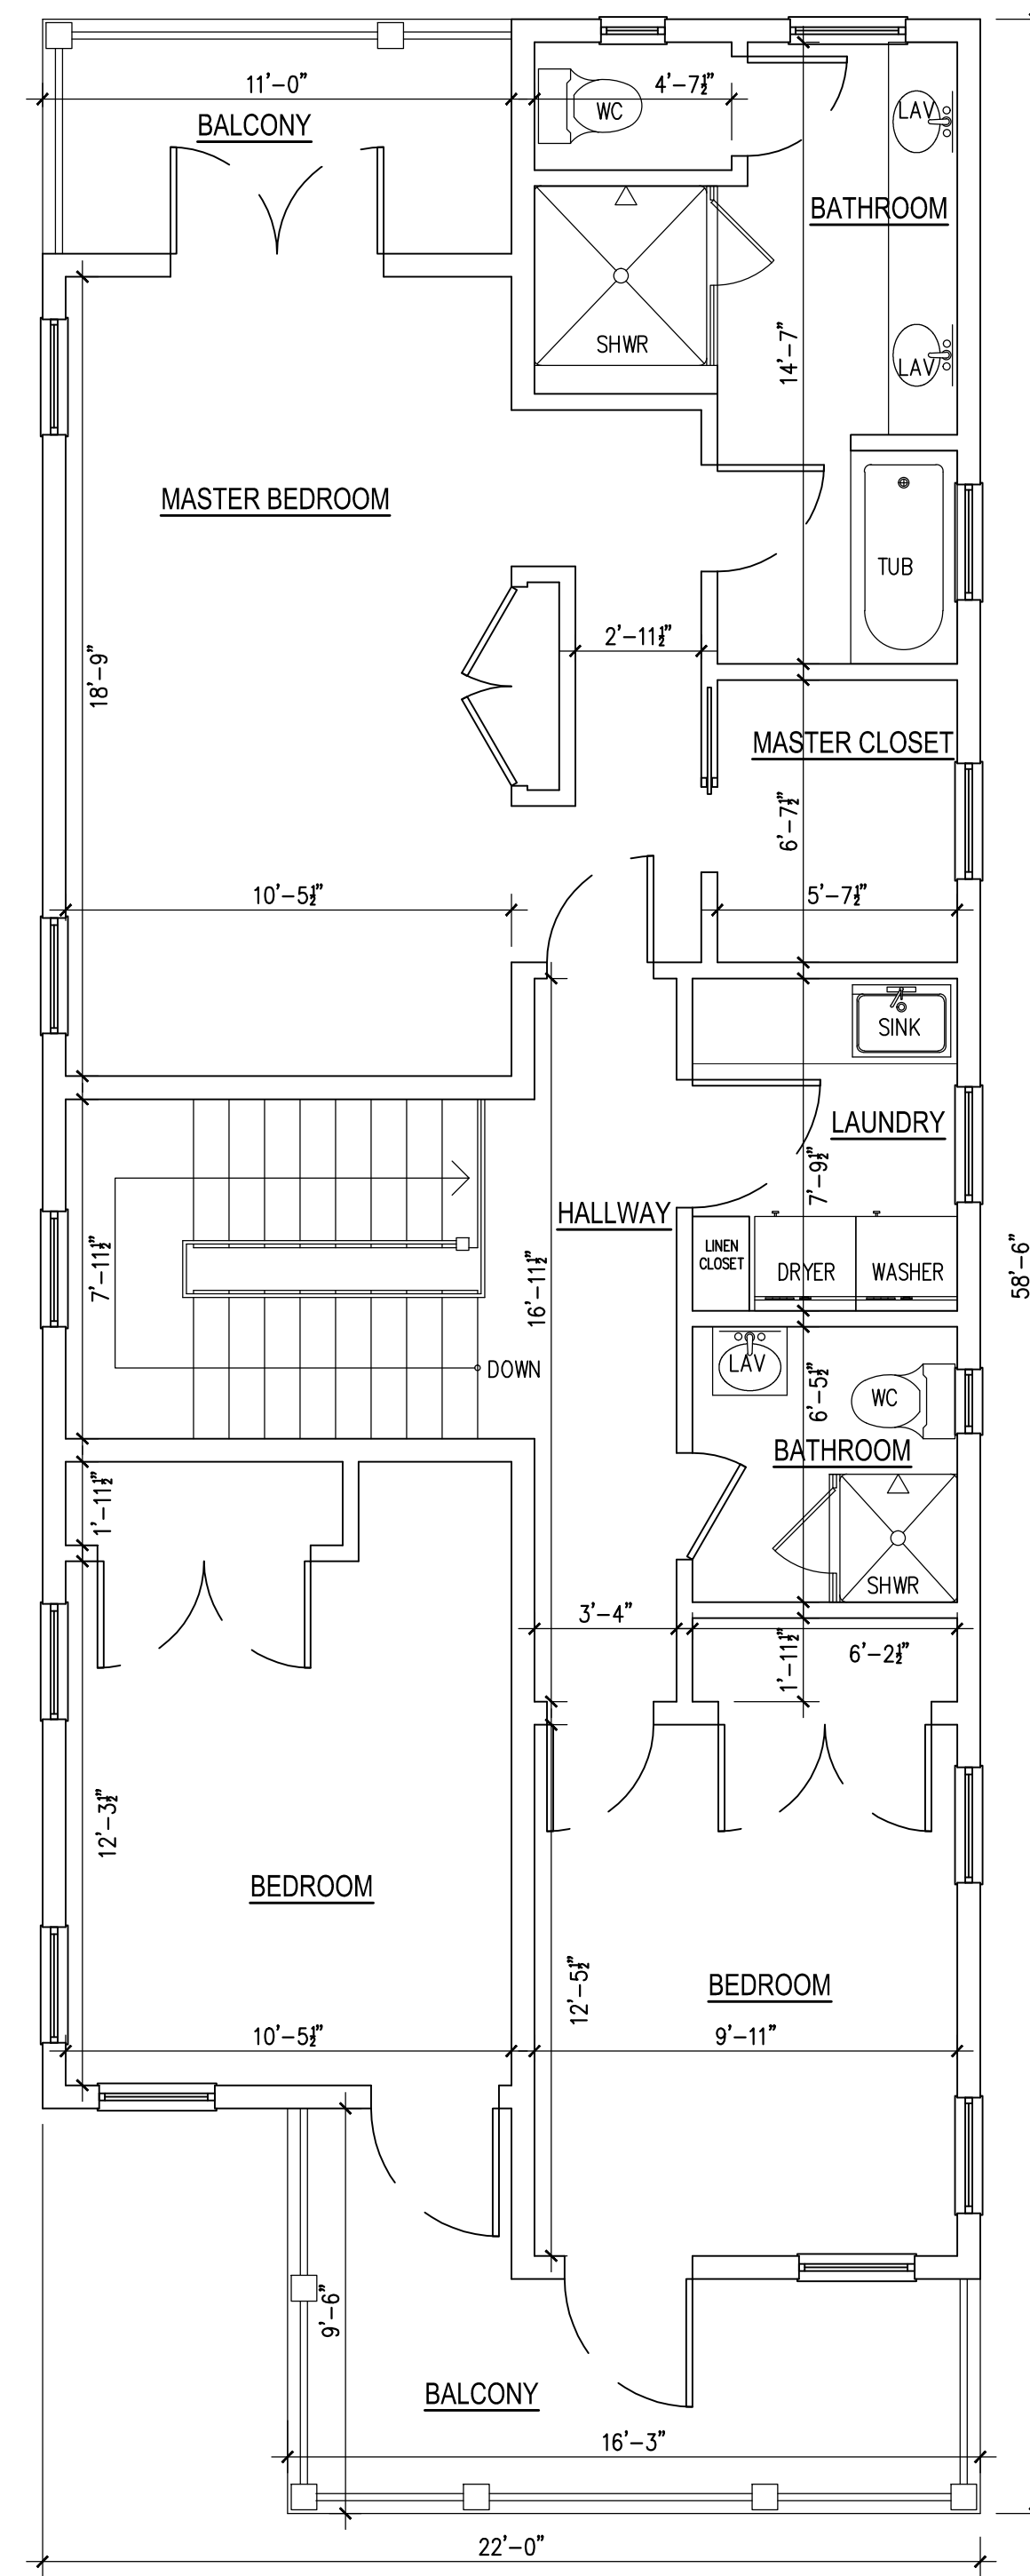 11'-0"
4'-7½"
WC
LAV
BALCONY
BATHROOM
14'-7"
SHWR
LAV
MASTER BEDROOM
TUB
2'-11½"
18'-9"
MASTER CLOSET
6'-7½"
10'-5½"
5'-7½"
SINK
LAUNDRY
7'-9½"
HALLWAY
LINEN
CLOSET
DRYER
WASHER
7'-11½"
16'-11½"
58'-6"
DOWN
LAV
WC
6'-5½"
BATHROOM
1'-11½"
SHWR
3'-4"
1'-11½"
6'-2½"
12'-3½"
BEDROOM
12'-5½"
BEDROOM
10'-5½"
9'-11"
9'-6"
BALCONY
16'-3"
22'-0"